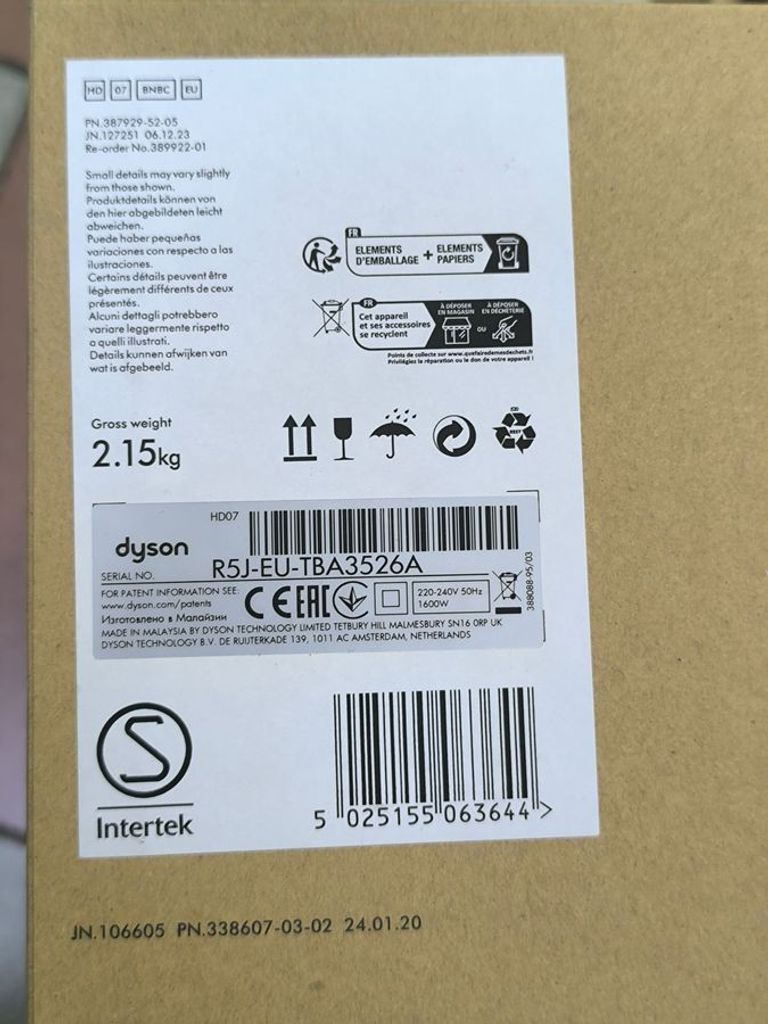 HD 07 BNBC EU
PN.387929-52-05
JN.127251 06.12.23
Re-order No.389922-01
Small details may vary slightly
from those shown.
Produktdetails können von
den hier abgebildeten leicht
abweichen.
Puede haber pequeñas
variaciones con respecto a las
ilustraciones.
Certains détails peuvent être
légèrement différents de ceux
présentés.
Alcuni dettagli potrebbero
variare leggermente rispetto
a quelli illustrati.
Details kunnen afwijken van
wat is afgebeeld.
FR
ELEMENTS
D'EMBALLAGE + ELEMENTS
PAPIERS
FR
Cet appareil
et ses accessoires
se recyclent
À DÉPOSER
EN MAGASIN
OU
À DÉPOSER
EN DÉCHÈTERIE
Points de collecte sur www.quefairedemesdechets.fr
Privilégiez la réparation ou le don de votre appareil !
Gross weight
2.15kg
HD07
dyson
SERIAL NO.
R5J-EU-TBA3526A
FOR PATENT INFORMATION SEE:
www.dyson.com/patents
Изготовлено в Малайзии
CE EAC
220-240V 50Hz
1600W
388088-95/03
MADE IN MALAYSIA BY DYSON TECHNOLOGY LIMITED TETBURY HILL MALMESBURY SN16 0RP UK
DYSON TECHNOLOGY B.V. DE RUIJTERKADE 139, 1011 AC AMSTERDAM, NETHERLANDS
S
Intertek
5 025155 063644 >
JN.106605 PN.338607-03-02 24.01.20